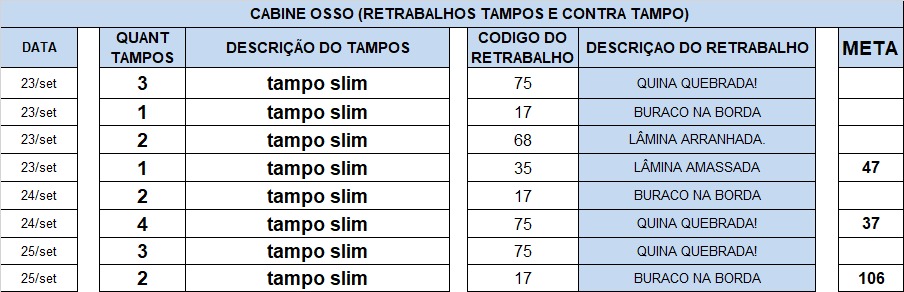 CABINE OSSO (RETRABALHOS TAMPOS E CONTRA TAMPO)
DATA QUANT TAMPOS DESCRIÇÃO DO TAMPOS CODIGO DO RETRABALHO DESCRIÇAO DO RETRABALHO META
23/set 3 tampo slim 75 QUINA QUEBRADA!
23/set 1 tampo slim 17 BURACO NA BORDA
23/set 2 tampo slim 68 LÂMINA ARRANHADA.
23/set 1 tampo slim 35 LÂMINA AMASSADA 47
24/set 2 tampo slim 17 BURACO NA BORDA
24/set 4 tampo slim 75 QUINA QUEBRADA! 37
25/set 3 tampo slim 75 QUINA QUEBRADA!
25/set 2 tampo slim 17 BURACO NA BORDA 106